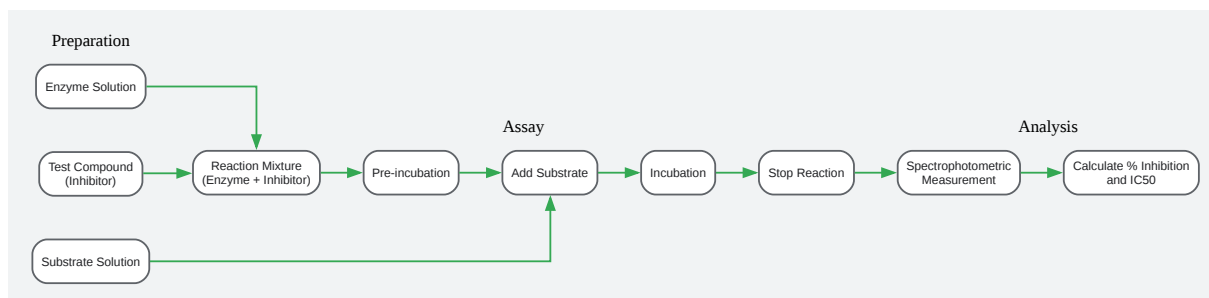 Preparation
Enzyme Solution
Assay
Analysis
Test Compound
(Inhibitor)
Reaction Mixture
(Enzyme + Inhibitor)
Pre-incubation
Add Substrate
Incubation
Stop Reaction
Spectrophotometric
Measurement
Calculate % Inhibition
and IC50
Substrate Solution